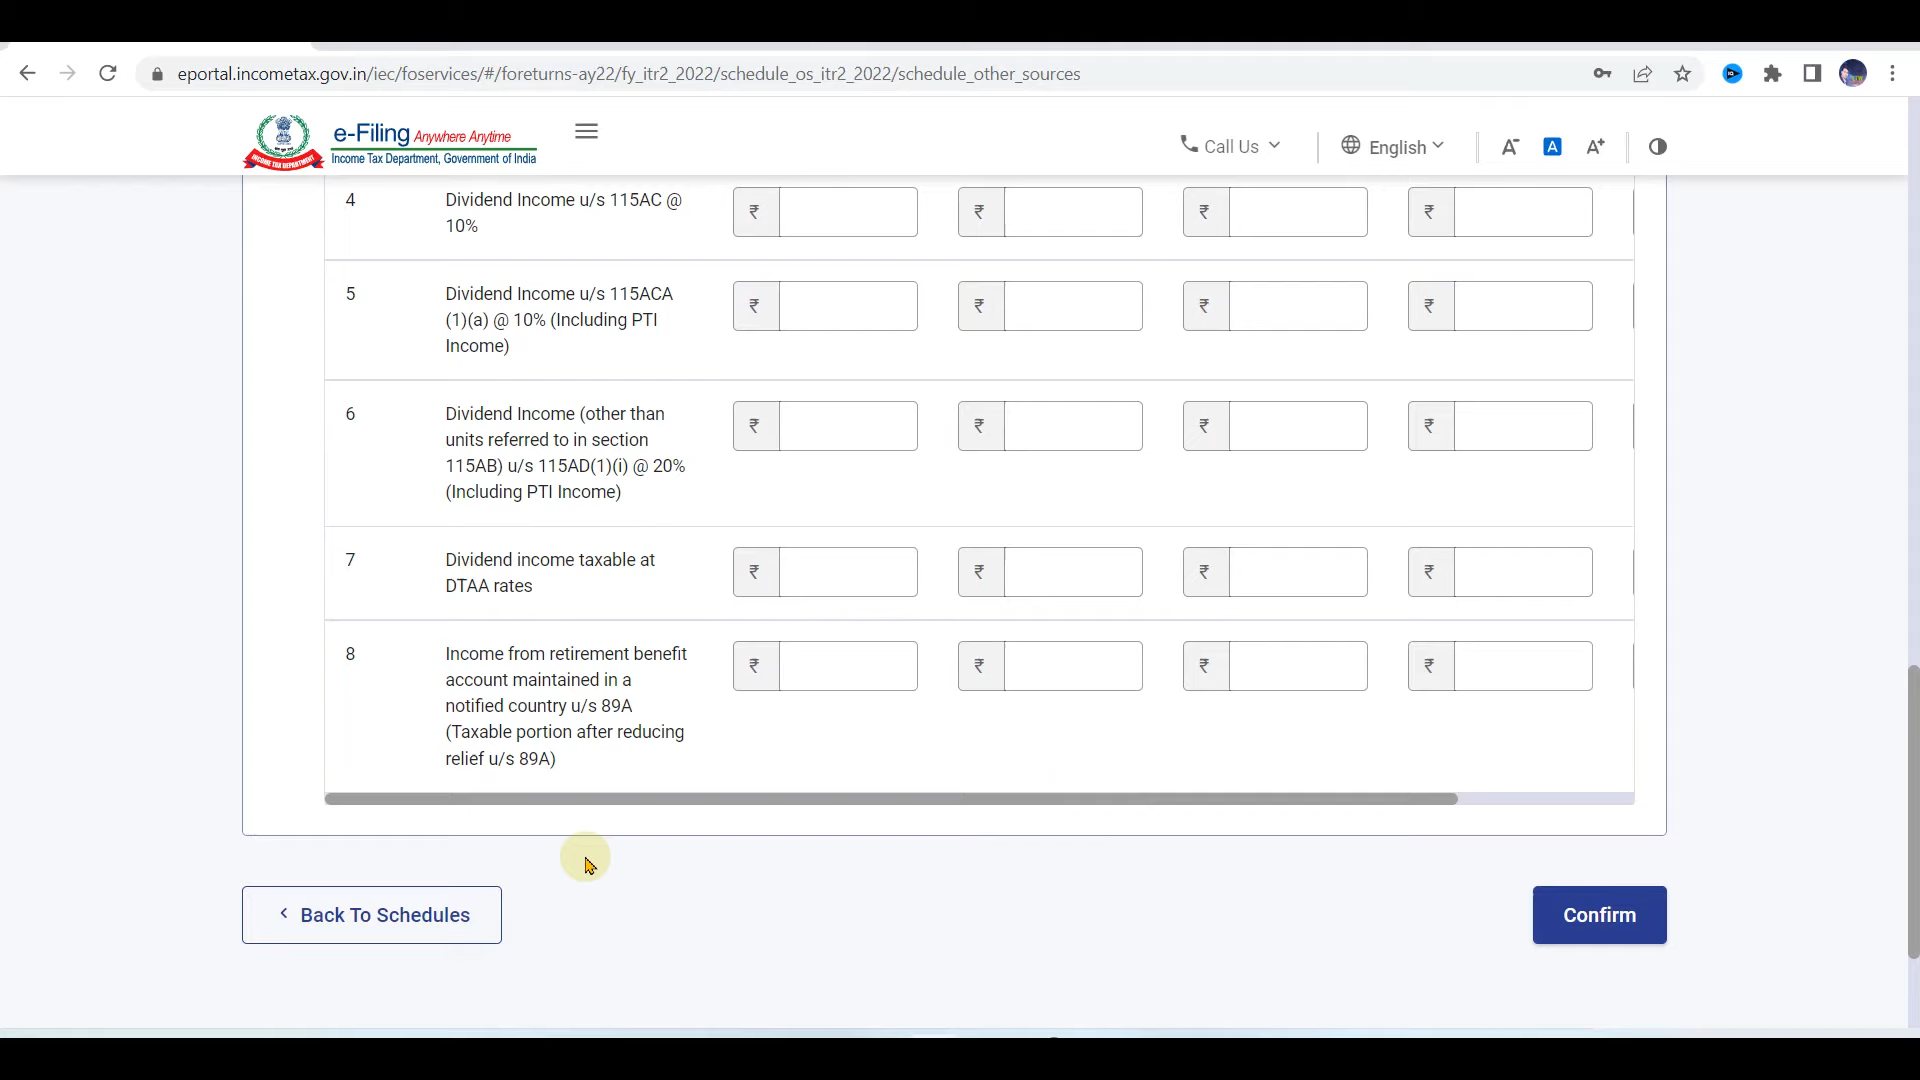 eportal.incometax.gov.in/iec/foservices/#/foreturns-ay22/fy_itr2_2022/schedule_os_itr2_2022/schedule_other_sources
e-Filing Anywhere Anytime
Income Tax Department, Government of India
INCOME TAX DEPARTMENT
Call Us
English
A-
A
A+
4
Dividend Income u/s 115AC @
10%
₹ ₹ ₹ ₹
5
Dividend Income u/s 115ACA
(1)(a) @ 10% (Including PTI
Income)
₹ ₹ ₹ ₹
6
Dividend Income (other than
units referred to in section
115AB) u/s 115AD(1)(i) @ 20%
(Including PTI Income)
₹ ₹ ₹ ₹
7
Dividend income taxable at
DTAA rates
₹ ₹ ₹ ₹
8
Income from retirement benefit
account maintained in a
notified country u/s 89A
(Taxable portion after reducing
relief u/s 89A)
₹ ₹ ₹ ₹
Back To Schedules
Confirm